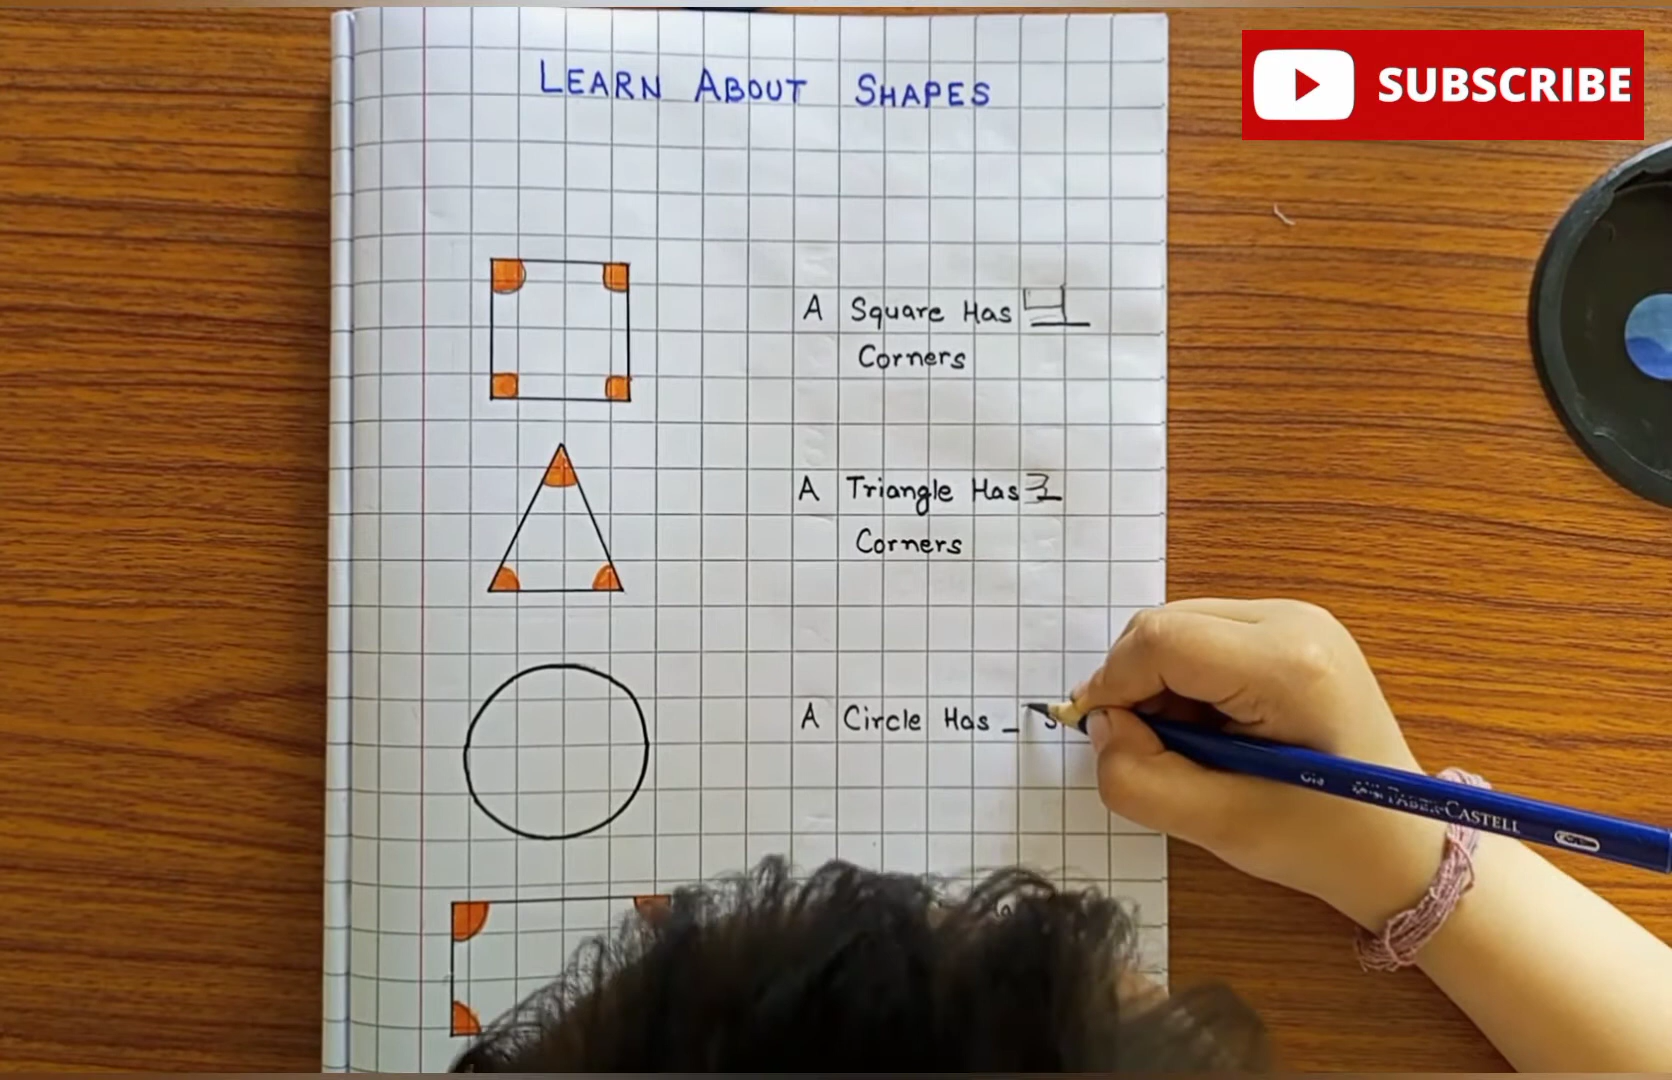 LEARN ABOUT SHAPES
SUBSCRIBE
A Square Has 4
Corners
A Triangle Has 3
Corners
A Circle Has _
FABER-CASTELL